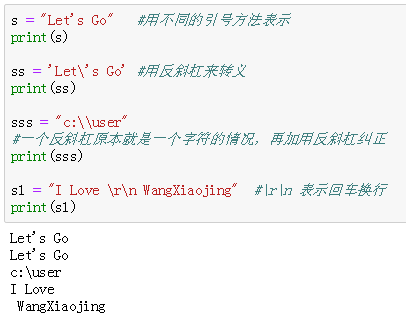 s = "Let's Go"   #用不同的引号方法表示
print(s)
ss = 'Let\'s Go' #用反斜杠来转义
print(ss)
sss = "c:\\user"
#一个反斜杠原本就是一个字符的情况，再加用反斜杠纠正
print(sss)
s1 = "I Love \r\n WangXiaojing"  #\r\n 表示回车换行
print(s1)
Let's Go
Let's Go
c:\user
I Love
 WangXiaojing